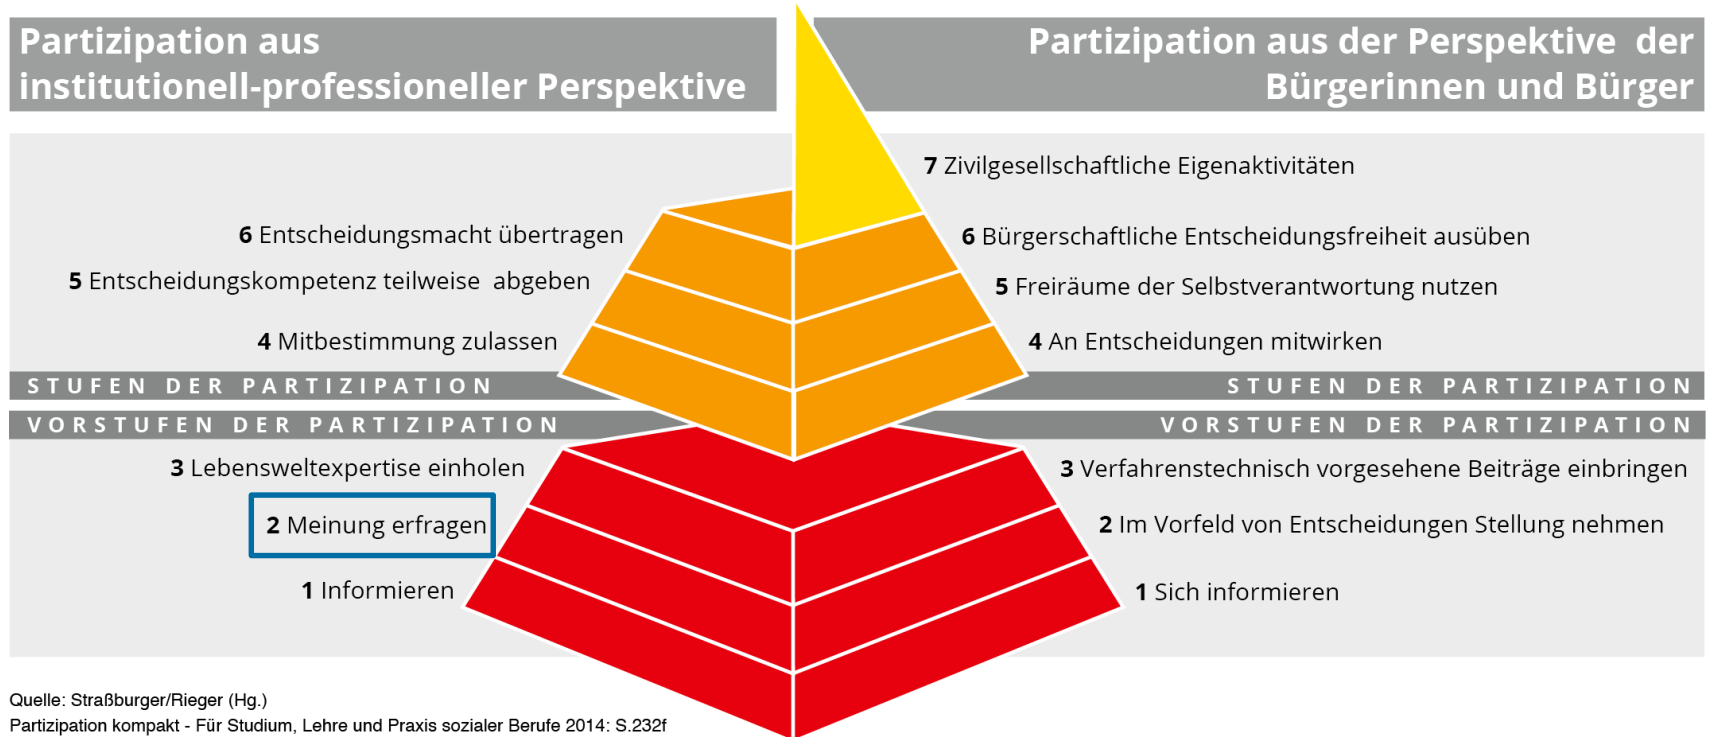 Partizipation aus
institutionell-professioneller Perspektive
Partizipation aus der Perspektive der
Bürgerinnen und Bürger
7 Zivilgesellschaftliche Eigenaktivitäten
6 Entscheidungsmacht übertragen
6 Bürgerschaftliche Entscheidungsfreiheit ausüben
5 Entscheidungskompetenz teilweise abgeben
5 Freiräume der Selbstverantwortung nutzen
4 Mitbestimmung zulassen
4 An Entscheidungen mitwirken
STUFEN DER PARTIZIPATION
STUFEN DER PARTIZIPATION
VORSTUFEN DER PARTIZIPATION
VORSTUFEN DER PARTIZIPATION
3 Lebensweltexpertise einholen
3 Verfahrenstechnisch vorgesehene Beiträge einbringen
2 Meinung erfragen
2 Im Vorfeld von Entscheidungen Stellung nehmen
1 Informieren
1 Sich informieren
Quelle: Straßburger/Rieger (Hg.)
Partizipation kompakt - Für Studium, Lehre und Praxis sozialer Berufe 2014: S.232f